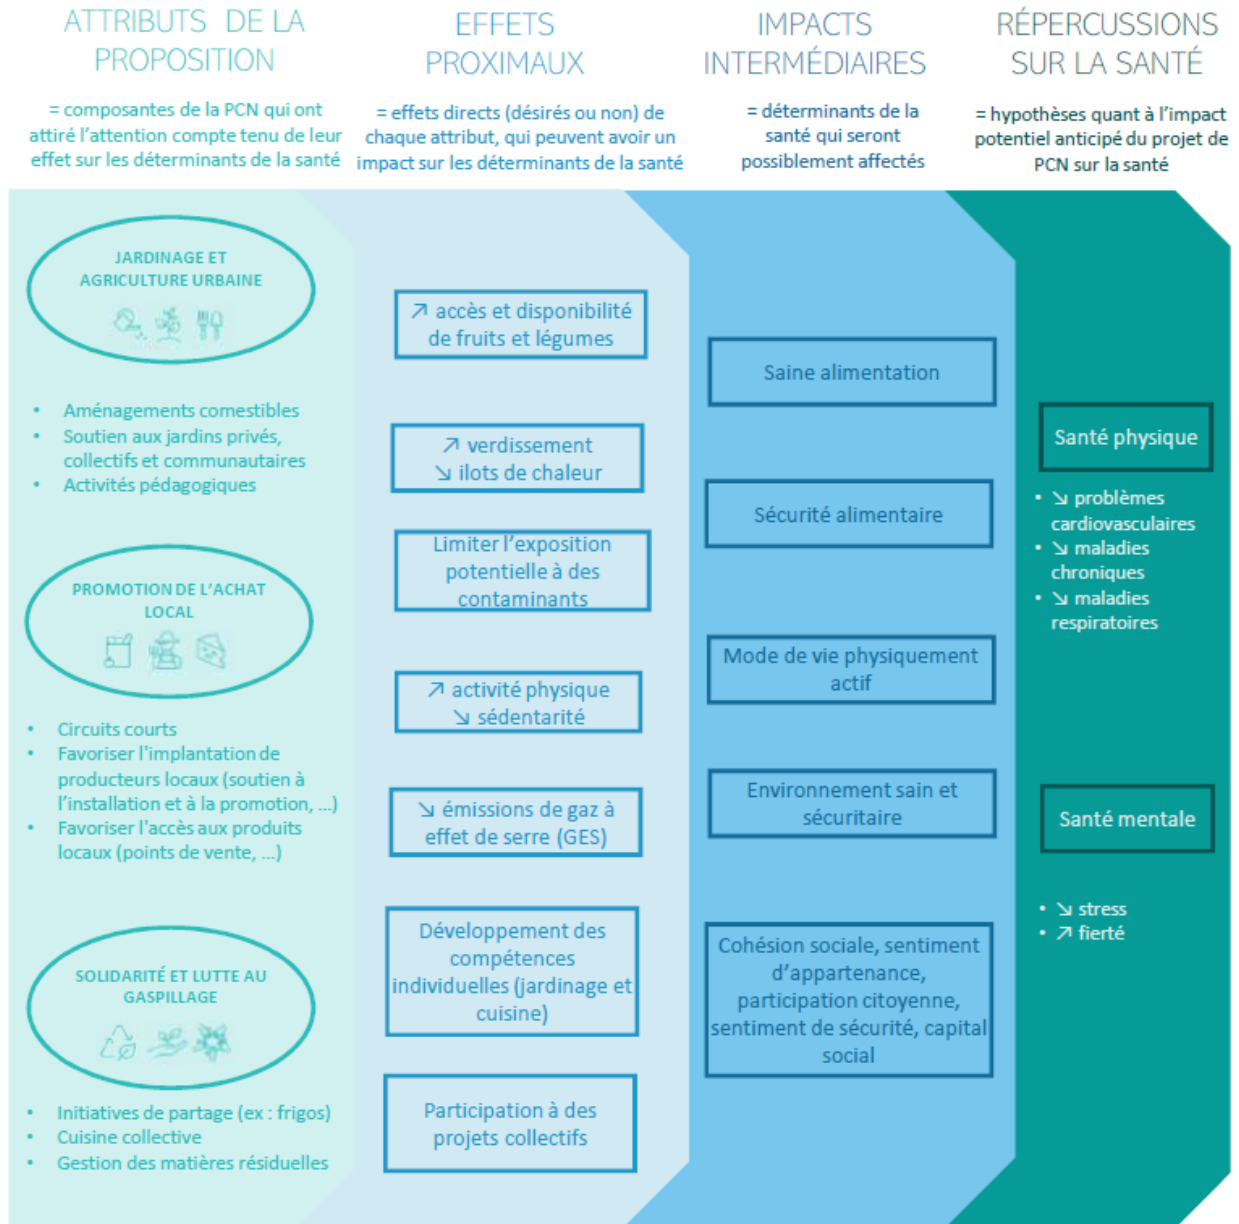 ATTRIBUTS DE LA
PROPOSITION
= composantes de la PCN qui ont
attiré l'attention compte tenu de leur
effet sur les déterminants de la santé
JARDINAGE ET
AGRICULTURE URBAINE
• Aménagements comestibles
• Soutien aux jardins privés,
collectifs et communautaires
• Activités pédagogiques
PROMOTION DE L'ACHAT
LOCAL
• Circuits courts
• Favoriser l'implantation de
producteurs locaux (soutien à
l'installation et à la promotion, ...)
• Favoriser l'accès aux produits
locaux (points de vente, ...)
SOLIDARITÉ ET LUTTE AU
GASPILLAGE
• Initiatives de partage (ex : frigos)
• Cuisine collective
• Gestion des matières résiduelles
EFFETS
PROXIMAUX
= effets directs (désirés ou non) de
chaque attribut, qui peuvent avoir un
impact sur les déterminants de la santé
↗ accès et disponibilité
de fruits et légumes
↗ verdissement
↘ ilots de chaleur
Limiter l'exposition
potentielle à des
contaminants
↗ activité physique
↘ sédentarité
↘ émissions de gaz à
effet de serre (GES)
Développement des
compétences
individuelles (jardinage et
cuisine)
Participation à des
projets collectifs
IMPACTS
INTERMÉDIAIRES
= déterminants de la
santé qui seront
possiblement affectés
Saine alimentation
Sécurité alimentaire
Mode de vie physiquement
actif
Environnement sain et
sécuritaire
Cohésion sociale, sentiment
d'appartenance,
participation citoyenne,
sentiment de sécurité, capital
social
RÉPERCUSSIONS
SUR LA SANTÉ
= hypothèses quant à l'impact
potentiel anticipé du projet de
PCN sur la santé
Santé physique
• ↘ problèmes
cardiovasculaires
• ↘ maladies
chroniques
• ↘ maladies
respiratoires
Santé mentale
• ↘ stress
• ↗ fierté